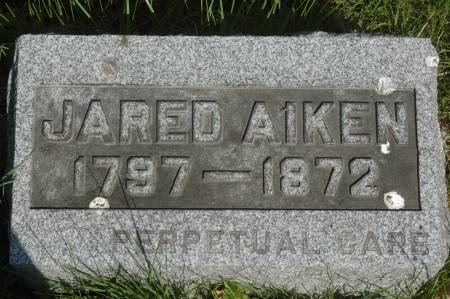 JARED AIKEN
1797 — 1872
PERPETUAL CARE